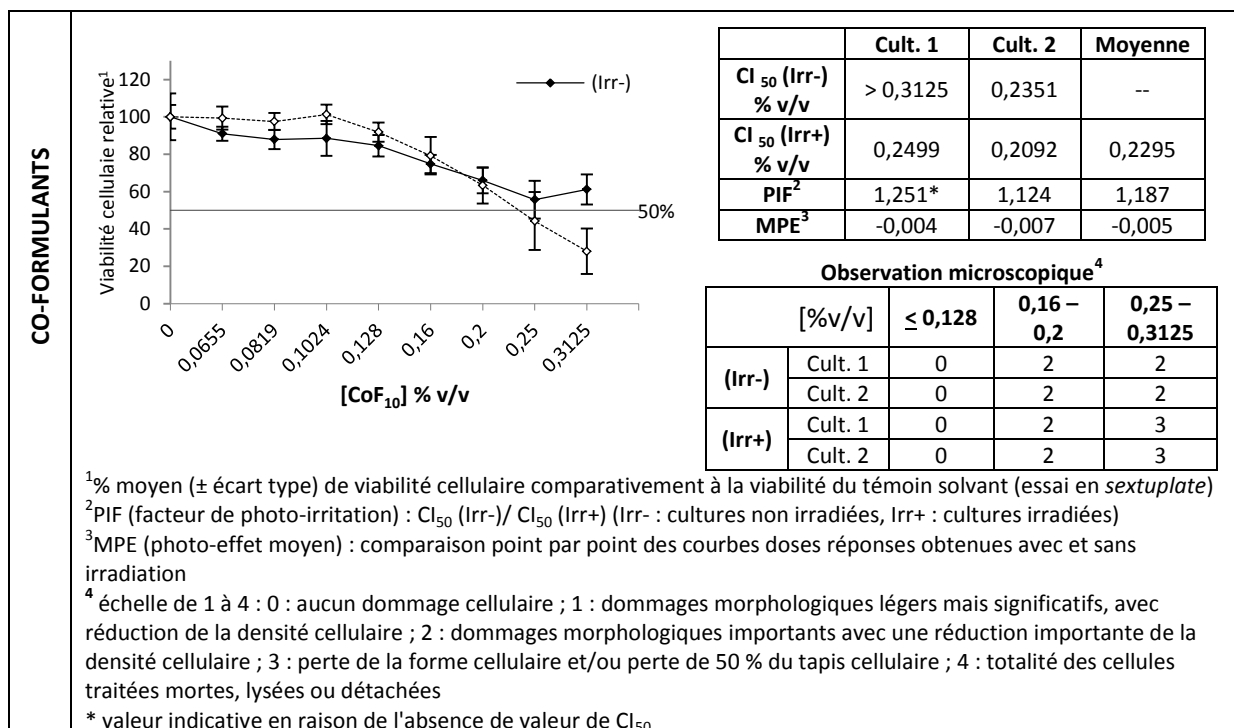 CO-FORMULANTS
Viabilité cellulaie relative¹
120
100
80
60
40
20
0
(Irr-)
50%
0
0,0655
0,0819
0,1024
0,128
0,16
0,2
0,25
0,3125
[CoF₁₀] % v/v
Cult. 1 Cult. 2 Moyenne
CI ₅₀ (Irr-) % v/v > 0,3125 0,2351 --
CI ₅₀ (Irr+) % v/v 0,2499 0,2092 0,2295
PIF² 1,251* 1,124 1,187
MPE³ -0,004 -0,007 -0,005
Observation microscopique⁴
[%v/v] ≤ 0,128 0,16 – 0,2 0,25 – 0,3125
(Irr-) Cult. 1 0 2 2
Cult. 2 0 2 2
(Irr+) Cult. 1 0 2 3
Cult. 2 0 2 3
¹% moyen (± écart type) de viabilité cellulaire comparativement à la viabilité du témoin solvant (essai en sextuplate)
²PIF (facteur de photo-irritation) : CI₅₀ (Irr-)/ CI₅₀ (Irr+) (Irr- : cultures non irradiées, Irr+ : cultures irradiées)
³MPE (photo-effet moyen) : comparaison point par point des courbes doses réponses obtenues avec et sans
irradiation
⁴ échelle de 1 à 4 : 0 : aucun dommage cellulaire ; 1 : dommages morphologiques légers mais significatifs, avec
réduction de la densité cellulaire ; 2 : dommages morphologiques importants avec une réduction importante de la
densité cellulaire ; 3 : perte de la forme cellulaire et/ou perte de 50 % du tapis cellulaire ; 4 : totalité des cellules
traitées mortes, lysées ou détachées
* valeur indicative en raison de l'absence de valeur de CI₅₀